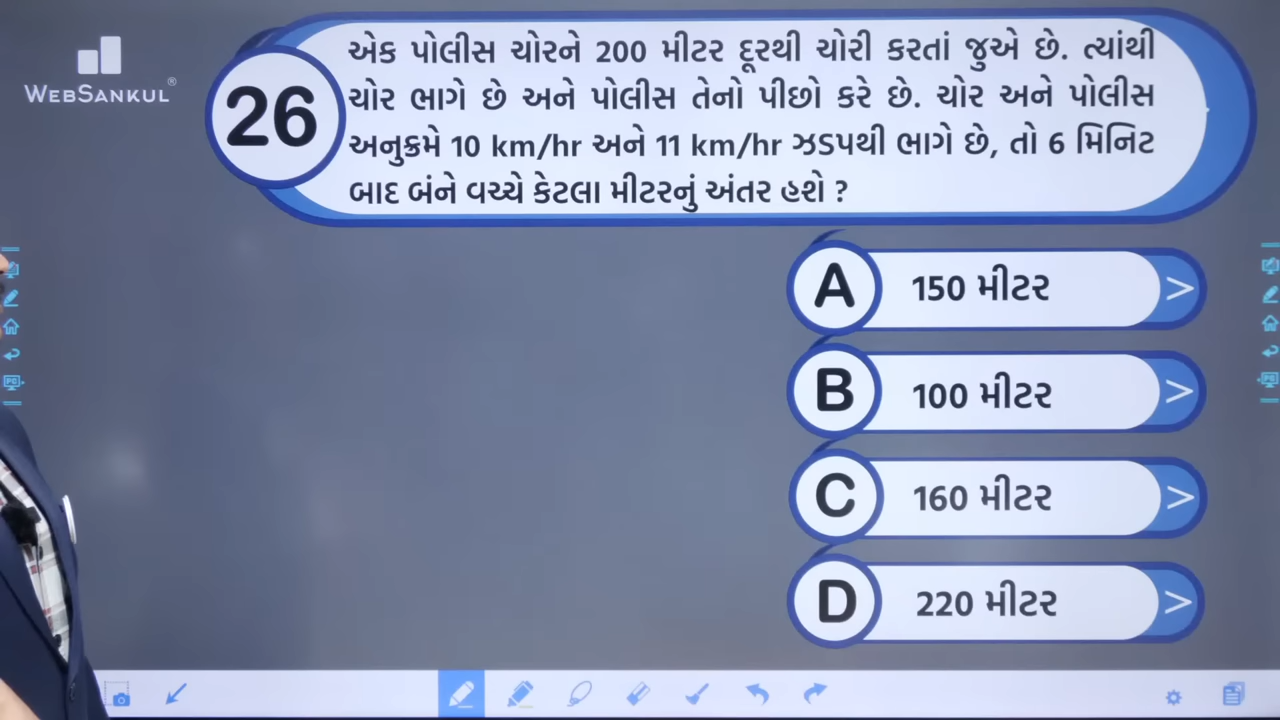 WEBSANKUL®
26
એક પોલીસ ચોરને 200 મીટર દૂરથી ચોરી કરતાં જુએ છે. ત્યાંથી
ચોર ભાગે છે અને પોલીસ તેનો પીછો કરે છે. ચોર અને પોલીસ
અનુક્રમે 10 km/hr અને 11 km/hr ઝડપથી ભાગે છે, તો 6 મિનિટ
બાદ બંને વચ્ચે કેટલા મીટરનું અંતર હશે ?
A 150 મીટર >
B 100 મીટર >
C 160 મીટર >
D 220 મીટર >